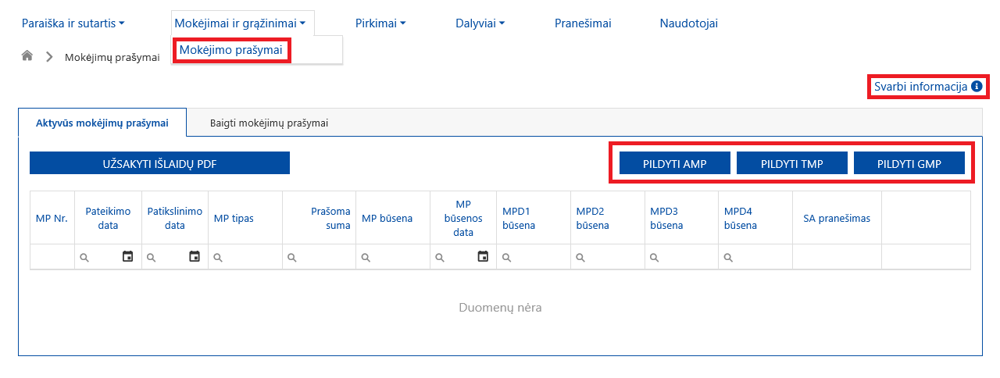 Paraiška ir sutartis
Mokėjimai ir grąžinimai
Pirkimai
Dalyviai
Pranešimai
Naudotojai
Mokėjimo prašymai
Mokėjimų prašymai
Svarbi informacija
Aktyvūs mokėjimų prašymai
Baigti mokėjimų prašymai
UŽSAKYTI IŠLAIDŲ PDF
PILDYTI AMP
PILDYTI TMP
PILDYTI GMP
MP Nr.
Pateikimo
data
Patikslinimo
data
MP tipas
Prašoma
suma
MP būsena
MP
būsenos
data
MPD1
būsena
MPD2
būsena
MPD3
būsena
MPD4
būsena
SA pranešimas
Duomenų nėra